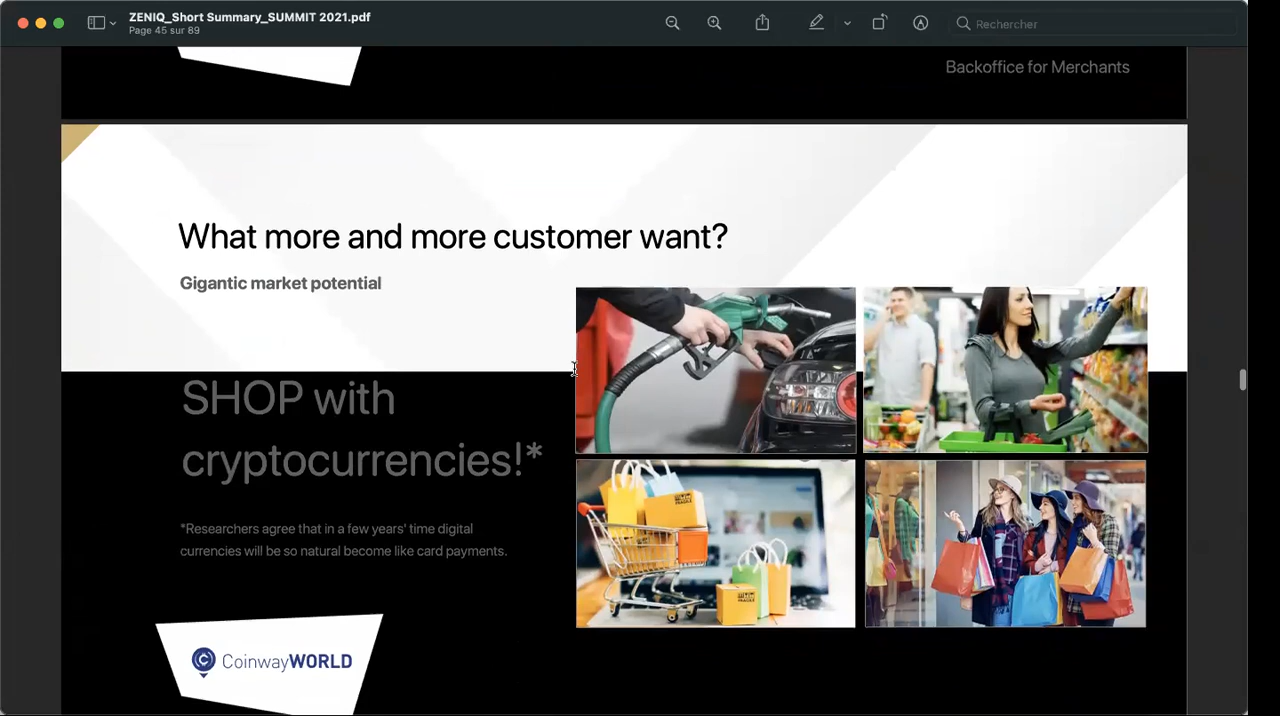 ZENIQ_Short Summary_SUMMIT 2021.pdf
Page 45 sur 89
Rechercher
Backoffice for Merchants
What more and more customer want?
Gigantic market potential
SHOP with
cryptocurrencies!*
*Researchers agree that in a few years' time digital
currencies will be so natural become like card payments.
CoinwayWORLD